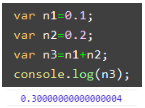 var n1=0.1;
var n2=0.2;
var n3=n1+n2;
console.log(n3);
0.30000000000000004